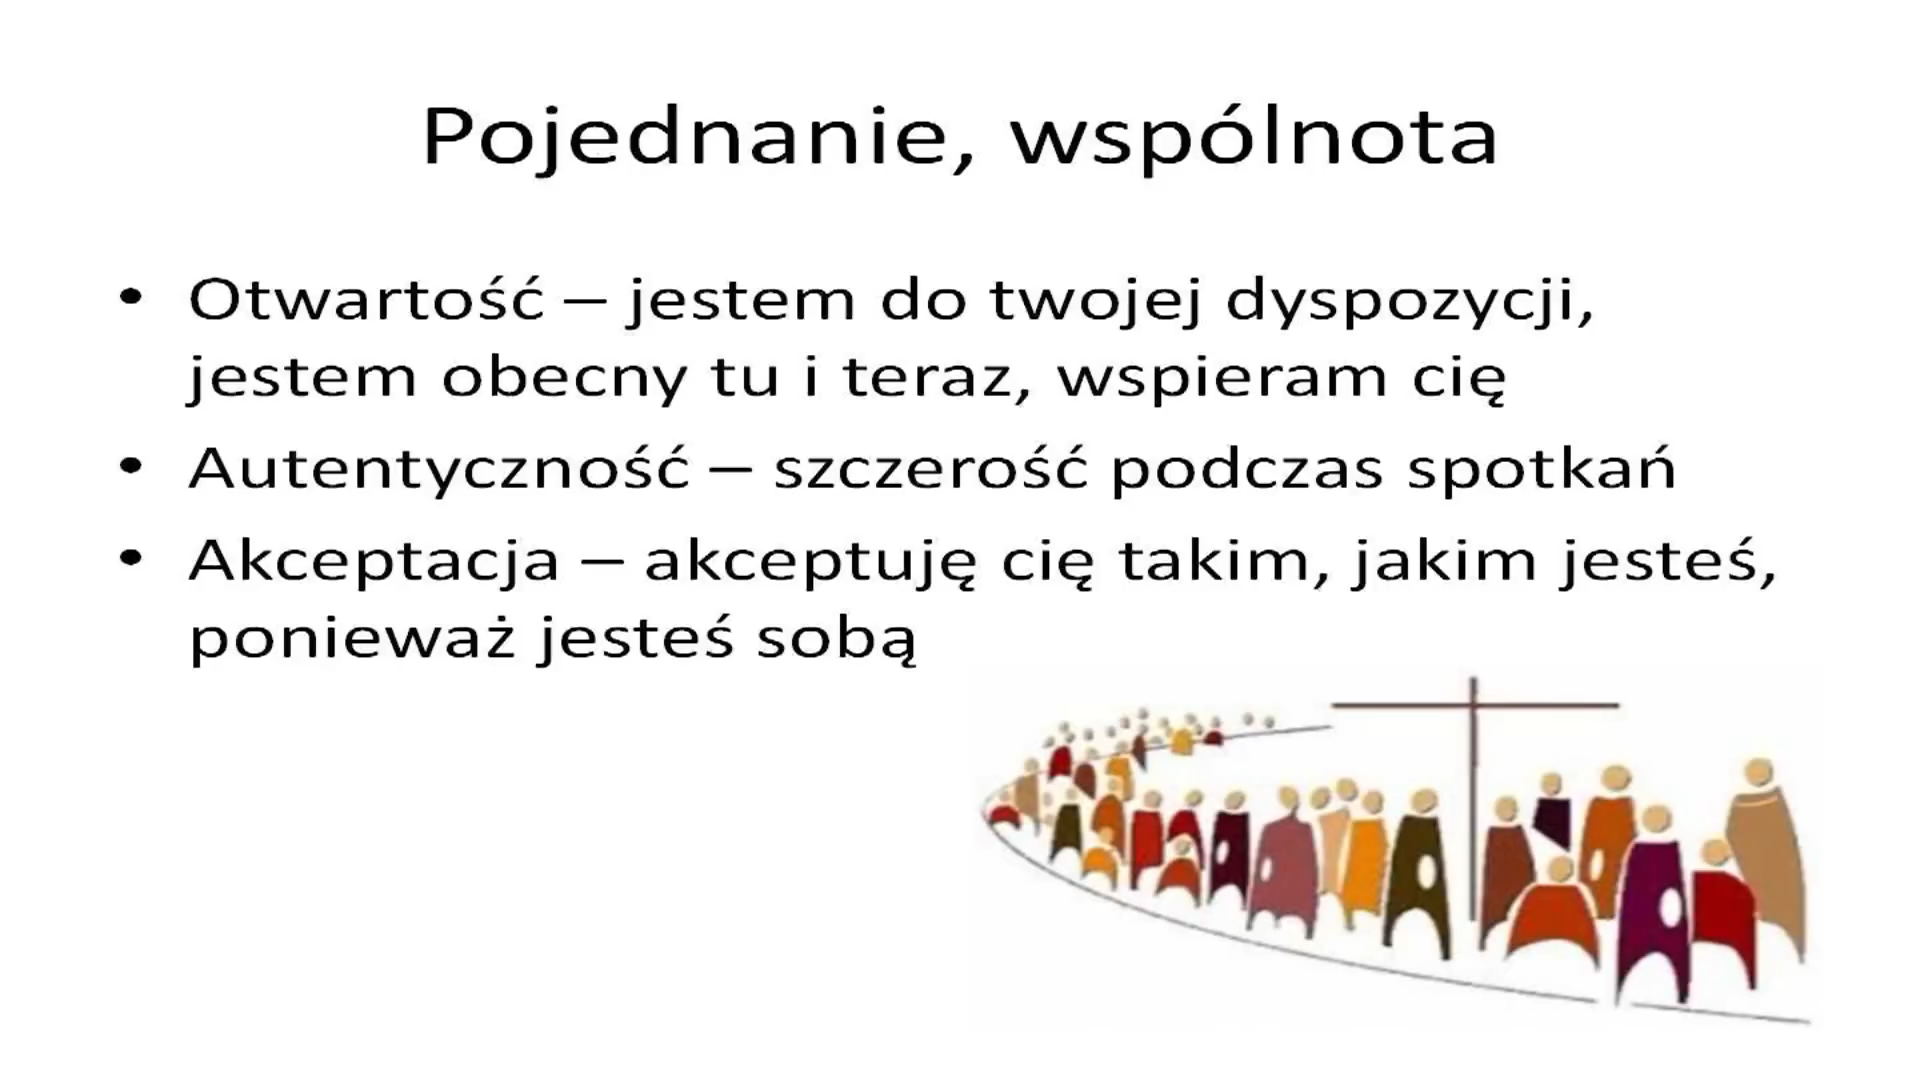 Pojednanie, wspólnota
• Otwartość – jestem do twojej dyspozycji,
jestem obecny tu i teraz, wspieram cię
• Autentyczność – szczerość podczas spotkań
• Akceptacja – akceptuję cię takim, jakim jesteś,
ponieważ jesteś sobą